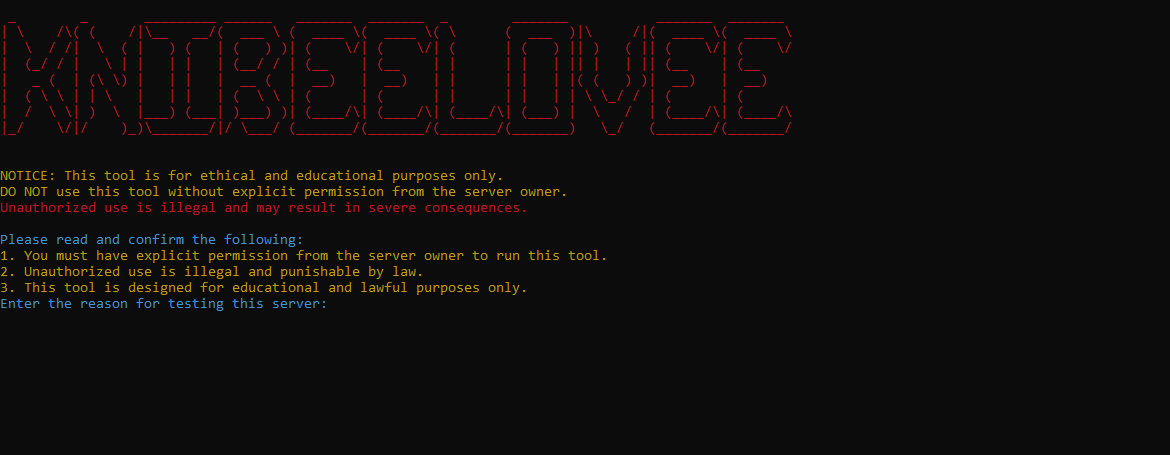 KNIBEELOVEE
NOTICE: This tool is for ethical and educational purposes only.
DO NOT use this tool without explicit permission from the server owner.
Unauthorized use is illegal and may result in severe consequences.
Please read and confirm the following:
1. You must have explicit permission from the server owner to run this tool.
2. Unauthorized use is illegal and punishable by law.
3. This tool is designed for educational and lawful purposes only.
Enter the reason for testing this server: